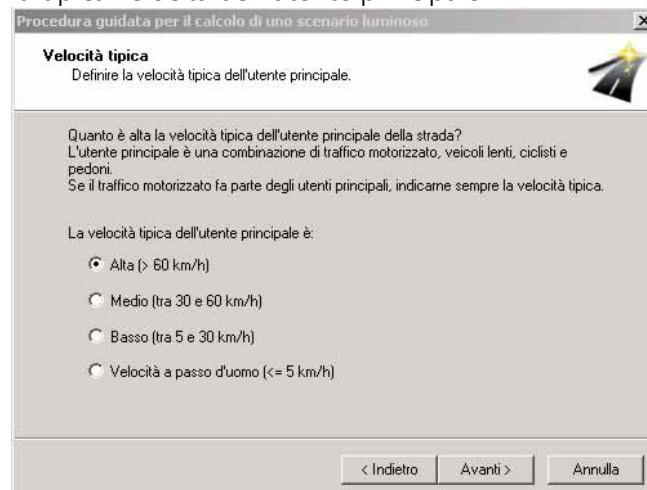 Procedura guidata per il calcolo di uno scenario luminoso
Velocità tipica
Definire la velocità tipica dell'utente principale.
Quanto è alta la velocità tipica dell'utente principale della strada?
L'utente principale è una combinazione di traffico motorizzato, veicoli lenti, ciclisti e
pedoni.
Se il traffico motorizzato fa parte degli utenti principali, indicarne sempre la velocità tipica.
La velocità tipica dell'utente principale è:
Alta (> 60 km/h)
Medio (tra 30 e 60 km/h)
Basso (tra 5 e 30 km/h)
Velocità a passo d'uomo (<= 5 km/h)
< Indietro
Avanti >
Annulla